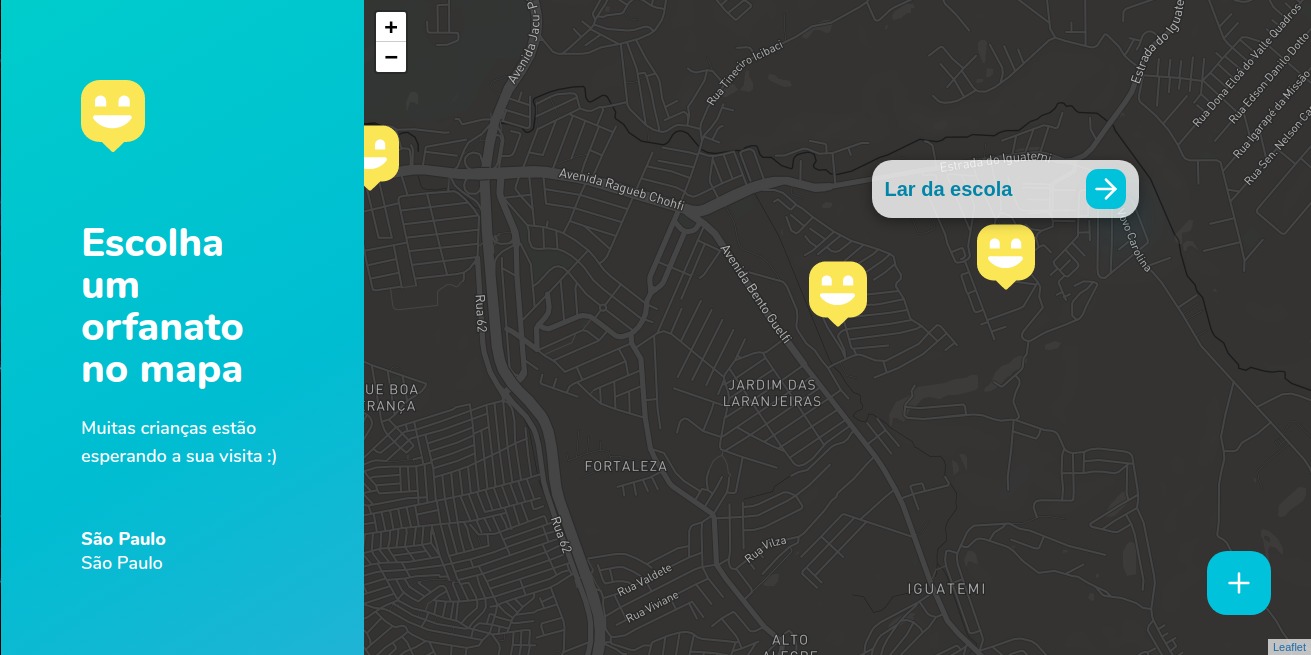 Escolha
um
orfanato
no mapa
Muitas crianças estão
esperando a sua visita :)
São Paulo
São Paulo
+
−
Avenida Jacu-P
Rua Tineciro Icibaci
Estrada do Iguate
Rua Dona Eloá do Valle Quadros
Rua Edson Danilo Dotto
Rua Igarapé da Missão
Rua Sen. Nelson Ca
Avenida Ragueb Chohfi
Estrada do Iguatemi
Lar da escola
ovo Carolina
Avenida Bento Guelfi
Rua 62
UE BOA
RANÇA
JARDIM DAS
LARANJEIRAS
FORTALEZA
Rua 62
Rua Vilza
Rua Valdete
Rua Viviane
IGUATEMI
ALTO
ALEGRE
Leaflet